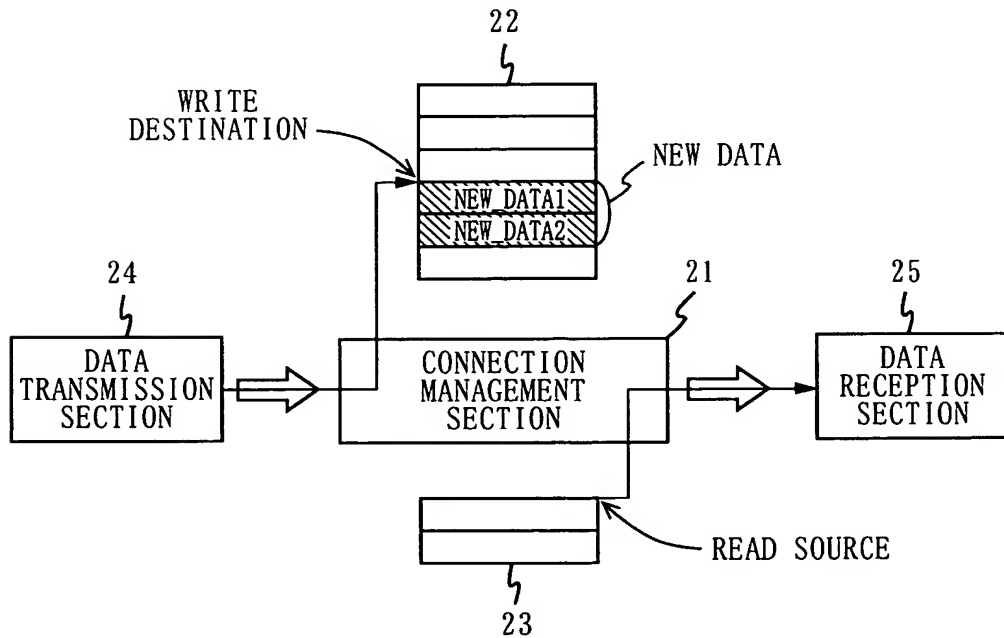 22
WRITE
DESTINATION
NEW DATA
NEW_DATA1
NEW_DATA2
24
21
25
DATA
TRANSMISSION
SECTION
CONNECTION
MANAGEMENT
SECTION
DATA
RECEPTION
SECTION
READ SOURCE
23